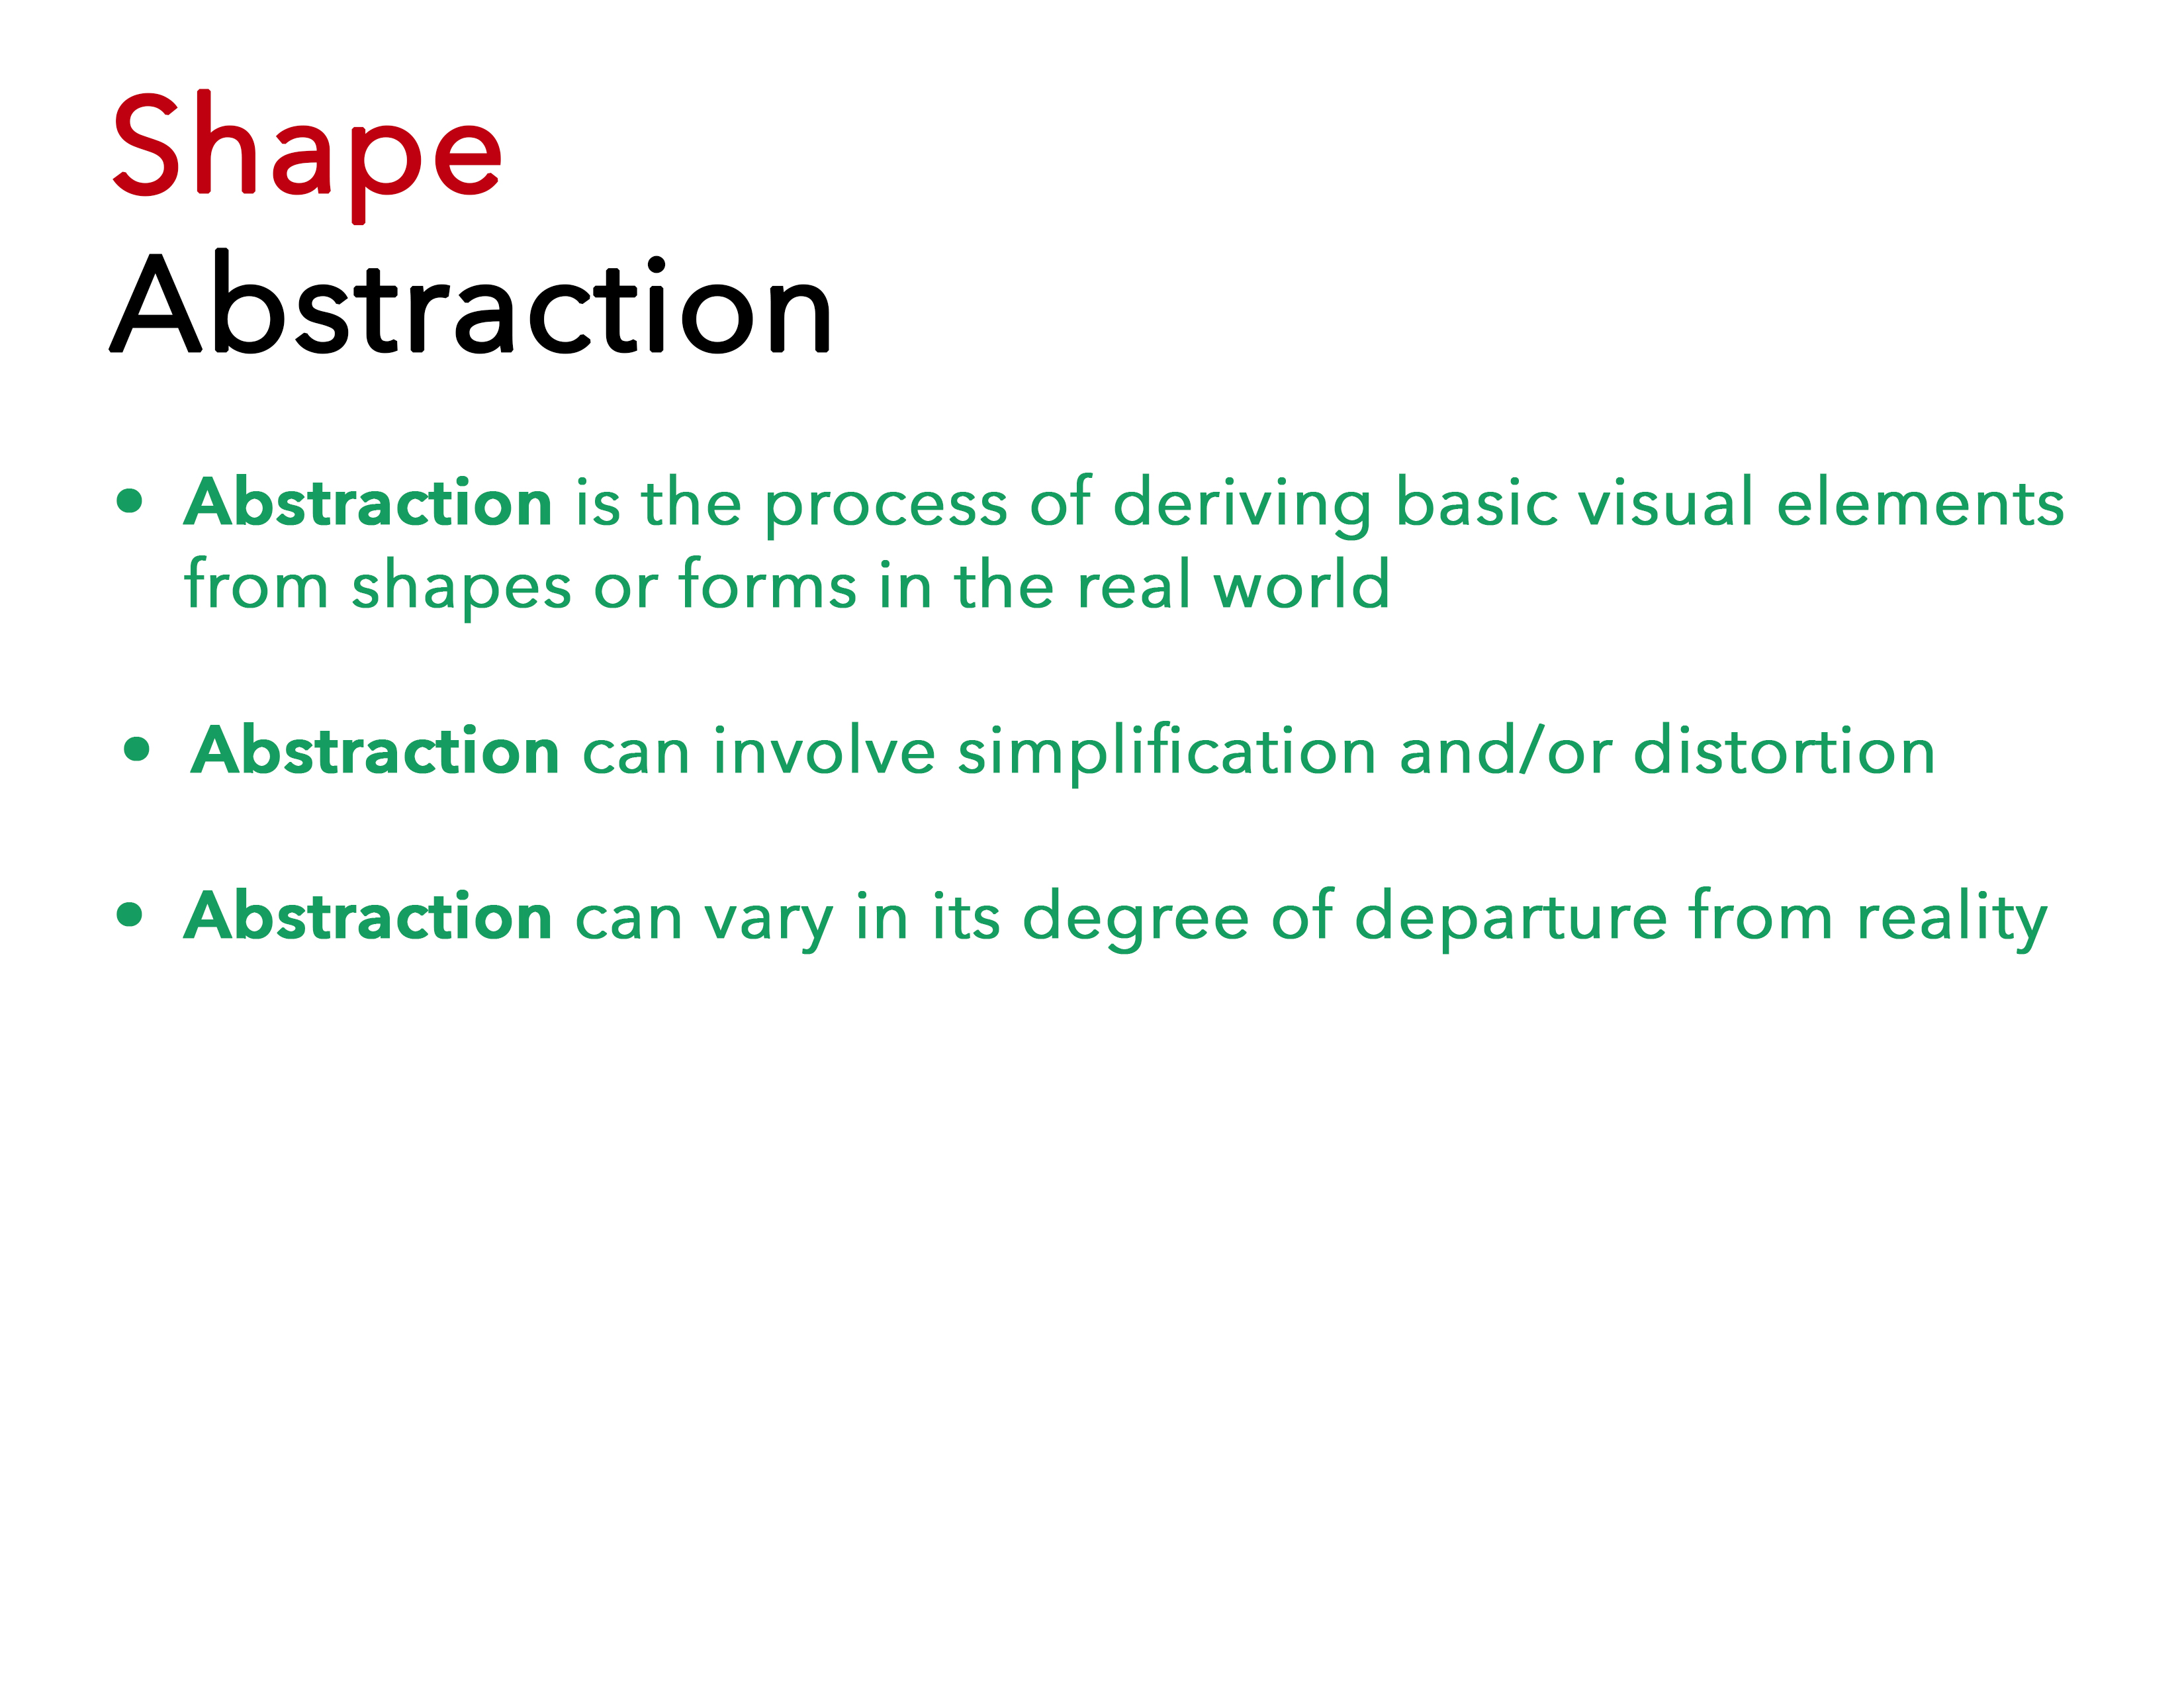 Shape
Abstraction
• Abstraction is the process of deriving basic visual elements
from shapes or forms in the real world
• Abstraction can involve simplification and/or distortion
• Abstraction can vary in its degree of departure from reality